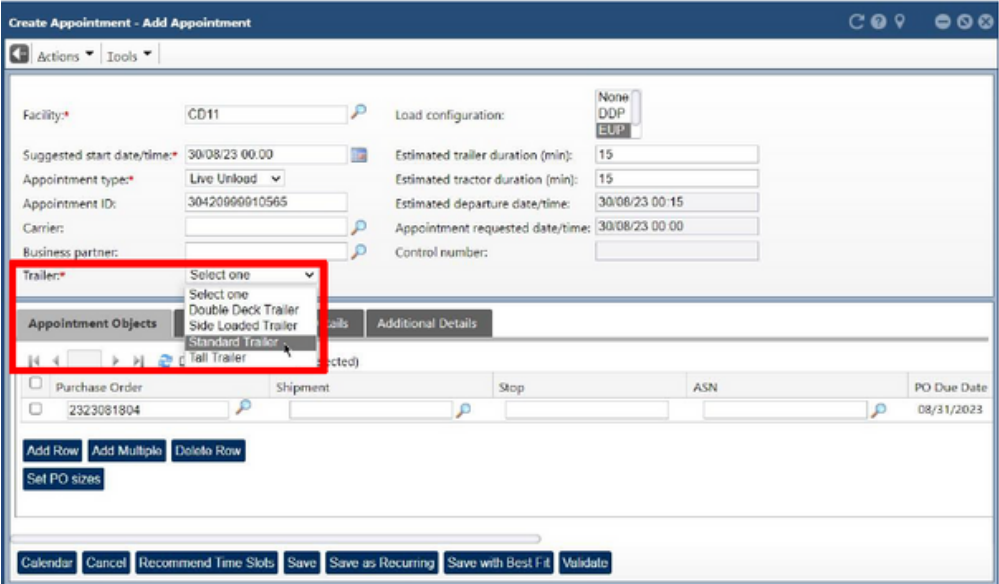 Create Appointment - Add Appointment
Actions Tools
Facility:* CD11 Load configuration: None
DDP
EUP
Suggested start date/time:* 30/08/23 00:00 Estimated trailer duration (min): 15
Appointment type:* Live Unload Estimated tractor duration (min): 15
Appointment ID: 30420999910565 Estimated departure date/time: 30/08/23 00:15
Carrier: Appointment requested date/time: 30/08/23 00:00
Business partner: Control number:
Trailer:* Select one
Select one
Double Deck Trailer
Side Loaded Trailer
Standard Trailer
Tall Trailer
Appointment Objects Additional Details
Purchase Order Shipment Stop ASN PO Due Date
2323081804 08/31/2023
Add Row Add Multiple Delete Row
Set PO sizes
Calendar Cancel Recommend Time Slots Save Save as Recurring Save with Best Fit Validate